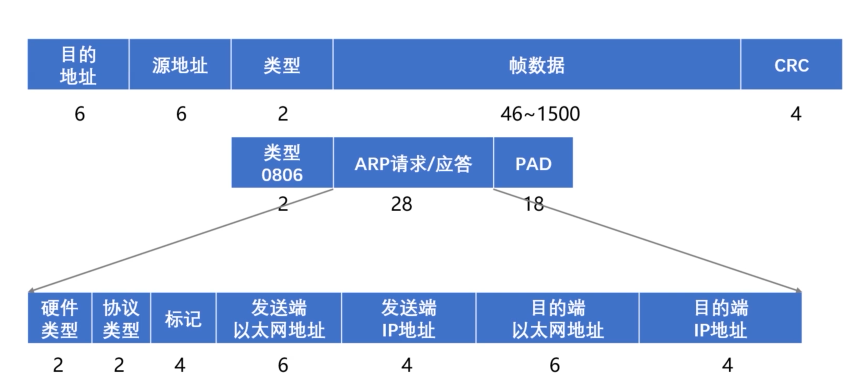 目的
地址
源地址
类型
帧数据
CRC
6
6
2
46~1500
4
类型
0806
ARP请求/应答
PAD
2
28
18
硬件
类型
协议
类型
标记
发送端
以太网地址
发送端
IP地址
目的端
以太网地址
目的端
IP地址
2
2
4
6
4
6
4